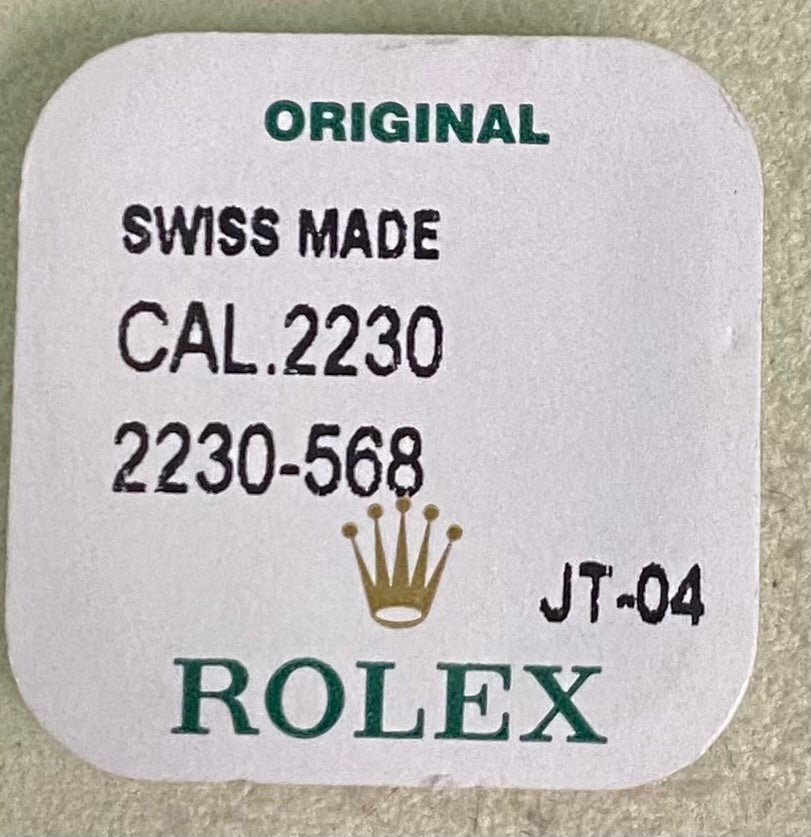 ORIGINAL
SWISS MADE
CAL.2230
2230-568
JT-04
ROLEX